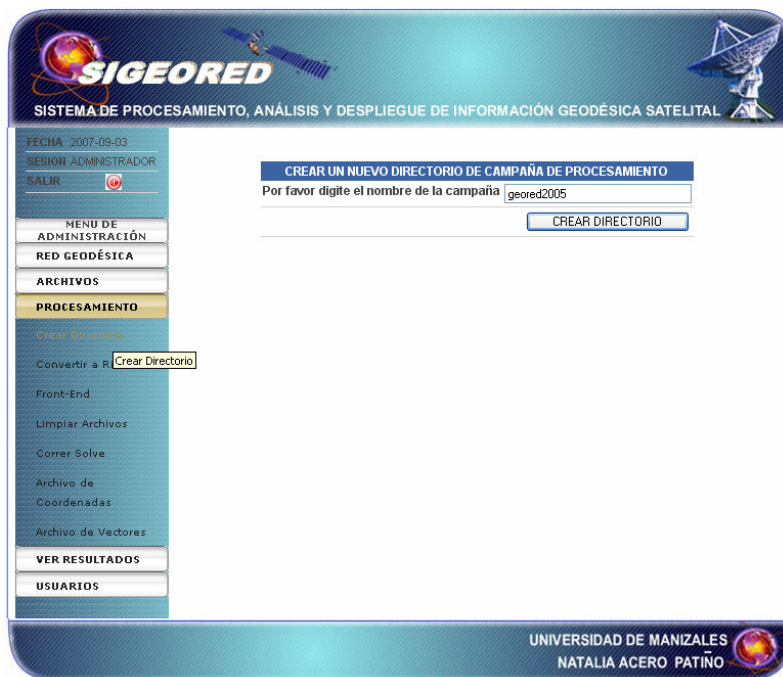 SIGEORED
SISTEMA DE PROCESAMIENTO, ANÁLISIS Y DESPLIEGUE DE INFORMACIÓN GEODÉSICA SATELITAL
FECHA 2007-09-03
SESION ADMINISTRADOR
SALIR
MENU DE
ADMINISTRACIÓN
RED GEODÉSICA
ARCHIVOS
PROCESAMIENTO
Crear Directorio
Crear Directorio
Convertir a
Front-End
Limpiar Archivos
Correr Solve
Archivo de
Coordenadas
Archivo de Vectores
VER RESULTADOS
USUARIOS
CREAR UN NUEVO DIRECTORIO DE CAMPAÑA DE PROCESAMIENTO
Por favor digite el nombre de la campaña geored2005
CREAR DIRECTORIO
UNIVERSIDAD DE MANIZALES
NATALIA ACERO PATIÑO